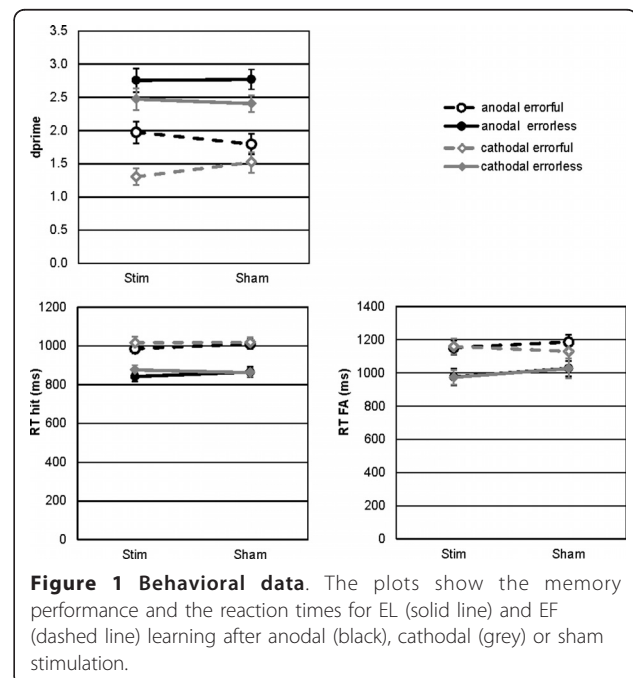 3.5
3.0
2.5
2.0
1.5
1.0
0.5
0.0
dprime
Stim Sham
anodal errorful
anodal errorless
cathodal errorful
cathodal errorless
1200
1000
800
600
400
200
0
RT hit (ms)
Stim Sham
1400
1200
1000
800
600
400
200
0
RT FA (ms)
Stim Sham
Figure 1 Behavioral data. The plots show the memory
performance and the reaction times for EL (solid line) and EF
(dashed line) learning after anodal (black), cathodal (grey) or sham
stimulation.